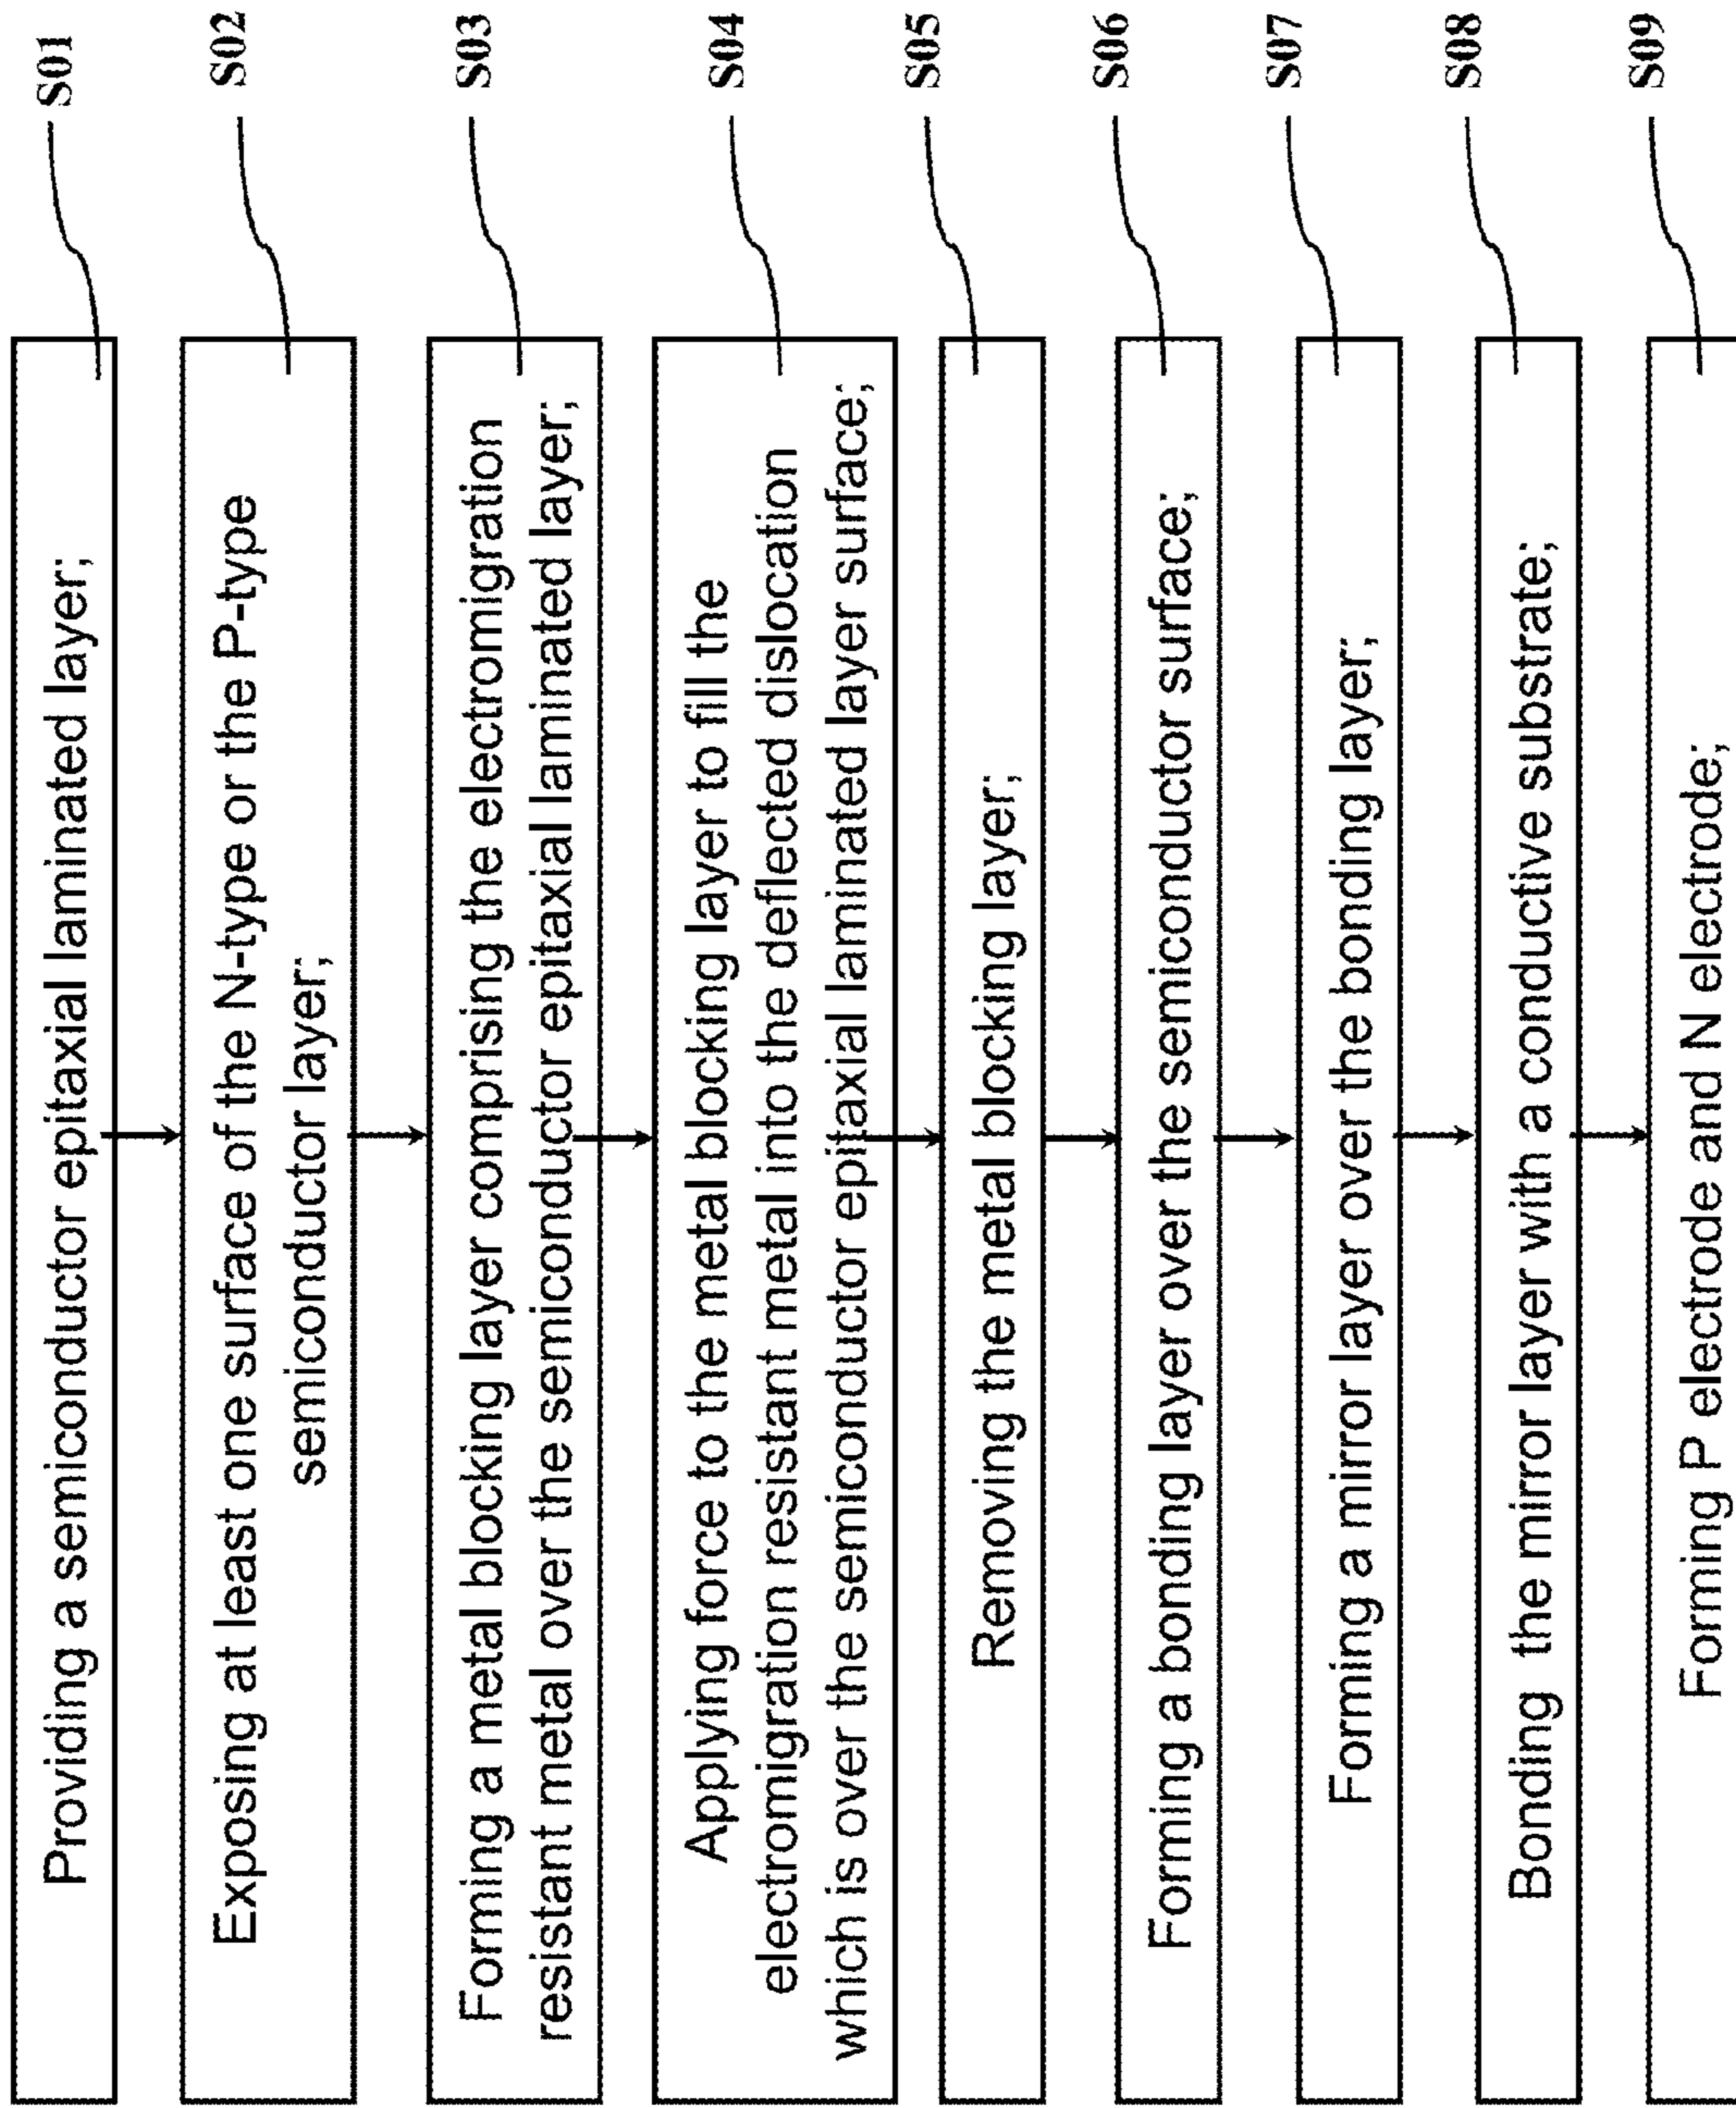 Providing a semiconductor epitaxial laminated layer;
S01
Exposing at least one surface of the N-type or the P-type
semiconductor layer;
S02
Forming a metal blocking layer comprising the electromigration
resistant metal over the semiconductor epitaxial laminated layer;
S03
Applying force to the metal blocking layer to fill the
electromigration resistant metal into the deflected dislocation
which is over the semiconductor epitaxial laminated layer surface;
S04
Removing the metal blocking layer;
S05
Forming a bonding layer over the semiconductor surface;
S06
Forming a mirror layer over the bonding layer;
S07
Bonding the mirror layer with a conductive substrate;
S08
Forming P electrode and N electrode;
S09